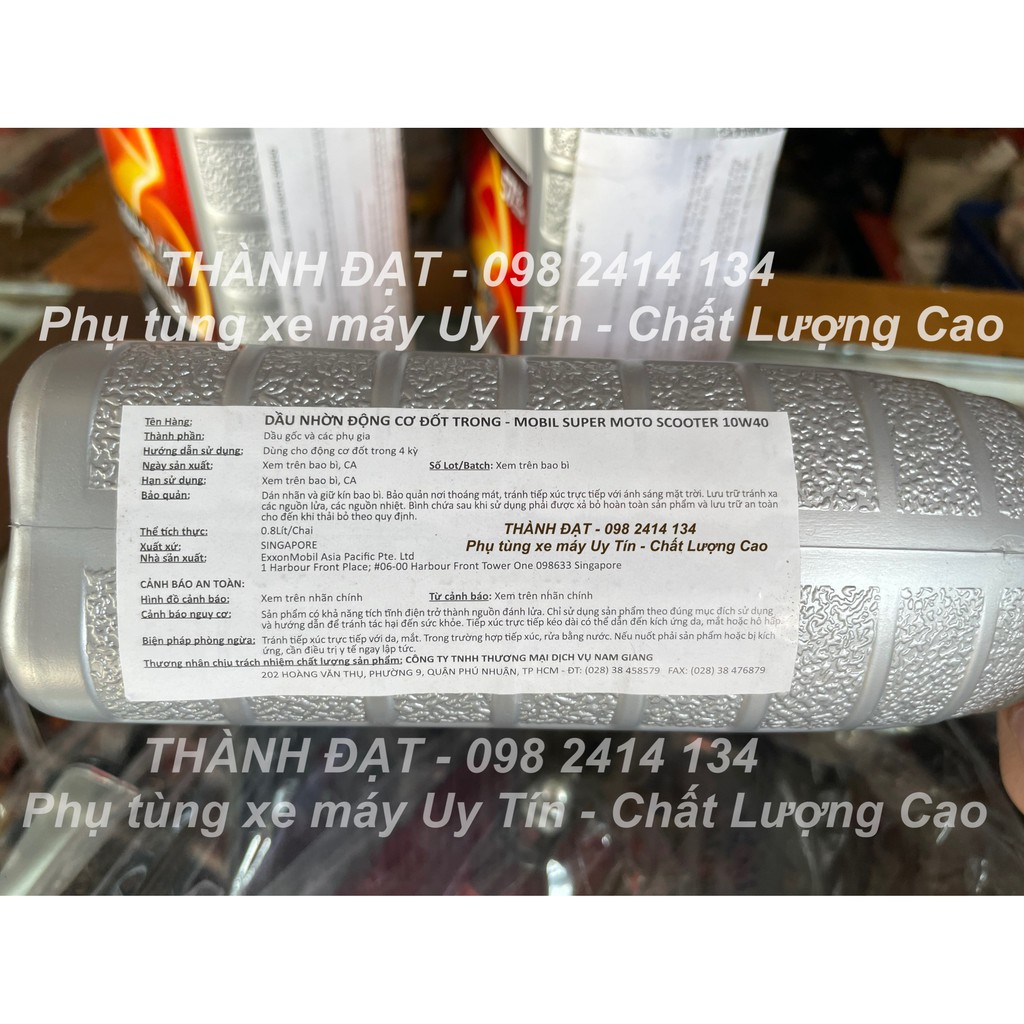 THÀNH ĐẠT - 098 2414 134
Phụ tùng xe máy Uy Tín - Chất Lượng Cao
Tên Hàng: DẦU NHỜN ĐỘNG CƠ ĐỐT TRONG - MOBIL SUPER MOTO SCOOTER 10W40
Thành phần: Dầu gốc và các phụ gia
Hướng dẫn sử dụng: Dùng cho động cơ đốt trong 4 kỳ
Ngày sản xuất: Xem trên bao bì, CA Số Lot/Batch: Xem trên bao bì
Hạn sử dụng: Xem trên bao bì, CA
Bảo quản: Dán nhãn và giữ kín bao bì. Bảo quản nơi thoáng mát, tránh tiếp xúc trực tiếp với ánh sáng mặt trời. Lưu trữ tránh xa
các nguồn lửa, các nguồn nhiệt. Bình chứa sau khi sử dụng phải được xả bỏ hoàn toàn sản phẩm và lưu trữ an toàn
cho đến khi thải bỏ theo quy định.
Thể tích thực: 0.8Lít/Chai
THÀNH ĐẠT - 098 2414 134
Xuất xứ: SINGAPORE
Phụ tùng xe máy Uy Tín - Chất Lượng Cao
Nhà sản xuất: ExxonMobil Asia Pacific Pte. Ltd
1 Harbour Front Place; #06-00 Harbour Front Tower One 098633 Singapore
CẢNH BÁO AN TOÀN:
Hình đồ cảnh báo: Xem trên nhãn chính Từ cảnh báo: Xem trên nhãn chính
Cảnh báo nguy cơ: Sản phẩm có khả năng tích tĩnh điện trở thành nguồn đánh lửa. Chỉ sử dụng sản phẩm theo đúng mục đích sử dụng
và hướng dẫn để tránh tác hại đến sức khỏe. Tiếp xúc trực tiếp kéo dài có thể dẫn đến kích ứng da, mắt hoặc hô hấp.
Biện pháp phòng ngừa: Tránh tiếp xúc trực tiếp với da, mắt. Trong trường hợp tiếp xúc, rửa bằng nước. Nếu nuốt phải sản phẩm hoặc bị kích
ứng, cần điều trị y tế ngay lập tức.
Thương nhân chịu trách nhiệm chất lượng sản phẩm: CÔNG TY TNHH THƯƠNG MẠI DỊCH VỤ NAM GIANG
202 HOÀNG VĂN THỤ, PHƯỜNG 9, QUẬN PHÚ NHUẬN, TP HCM - ĐT: (028) 38 458579 FAX: (028) 38 476879
THÀNH ĐẠT - 098 2414 134
Phụ tùng xe máy Uy Tín - Chất Lượng Cao